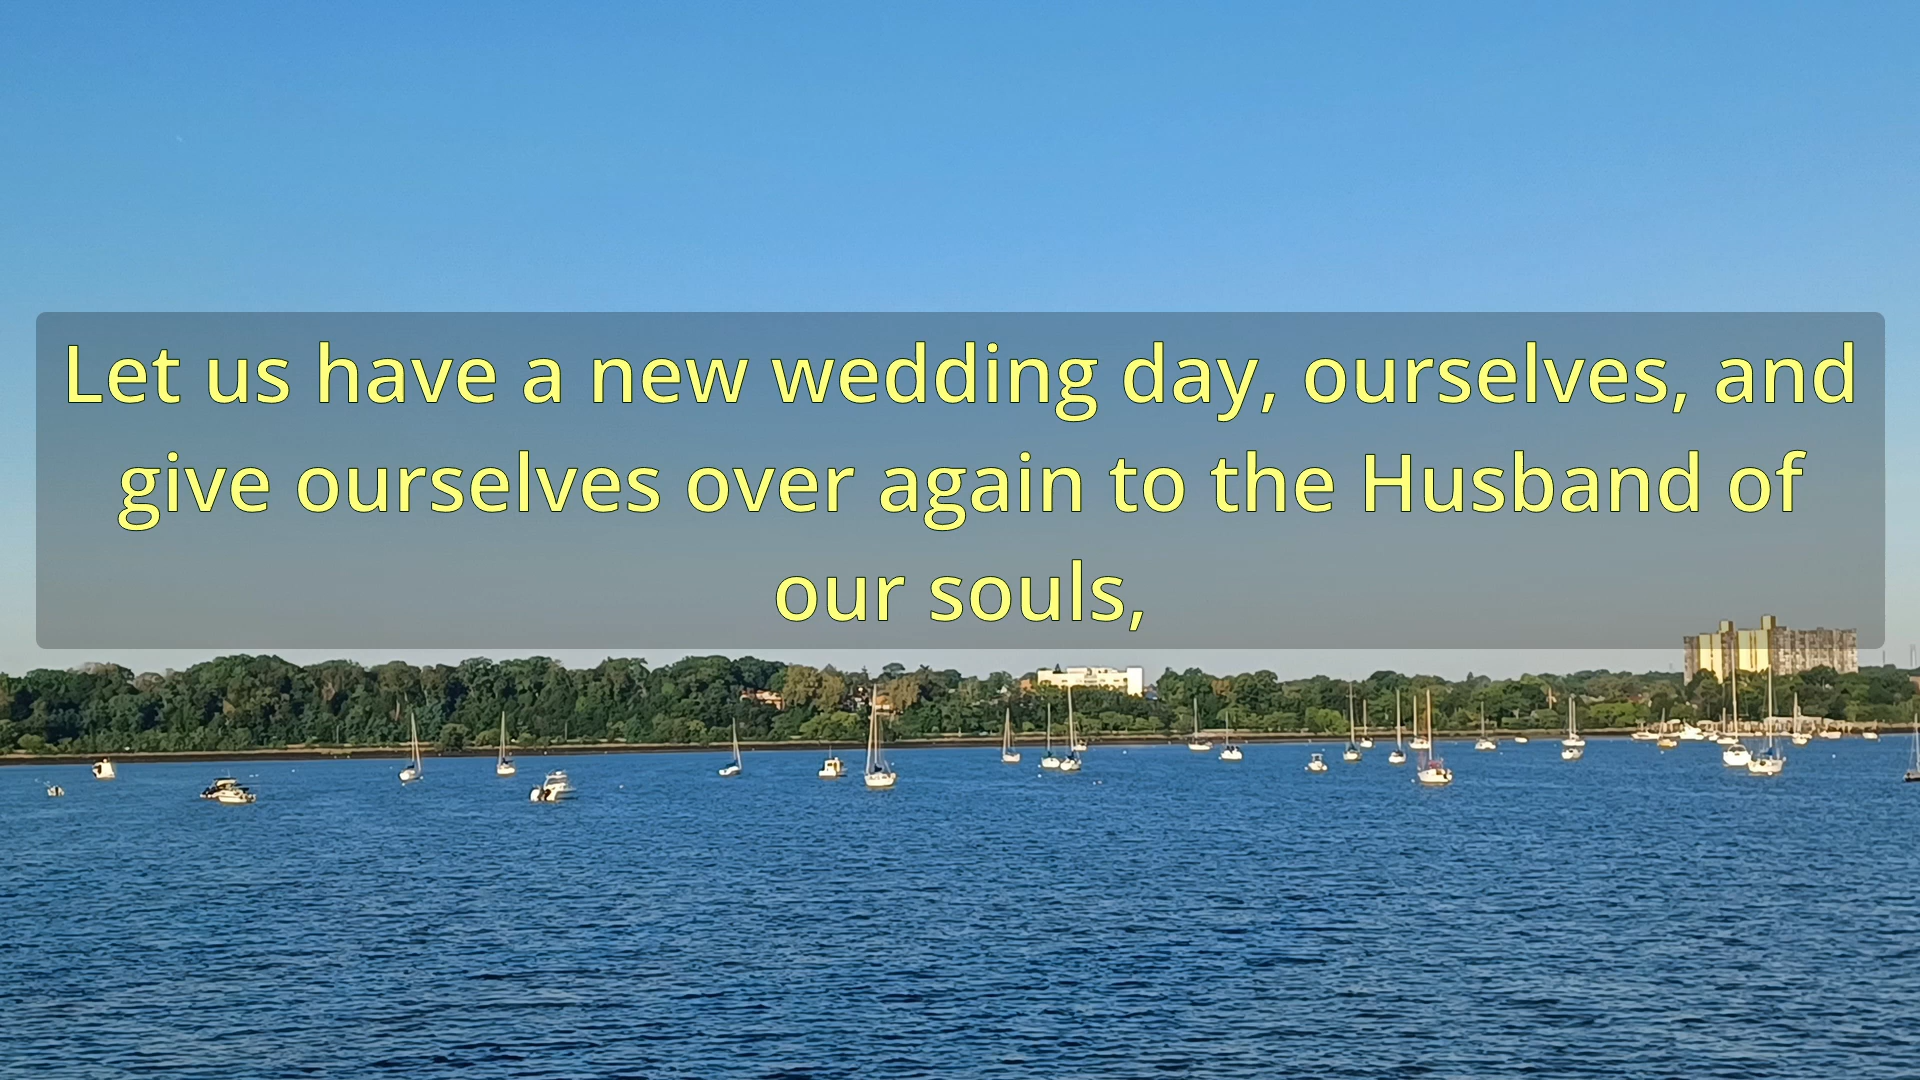 Let us have a new wedding day, ourselves, and
give ourselves over again to the Husband of
our souls,